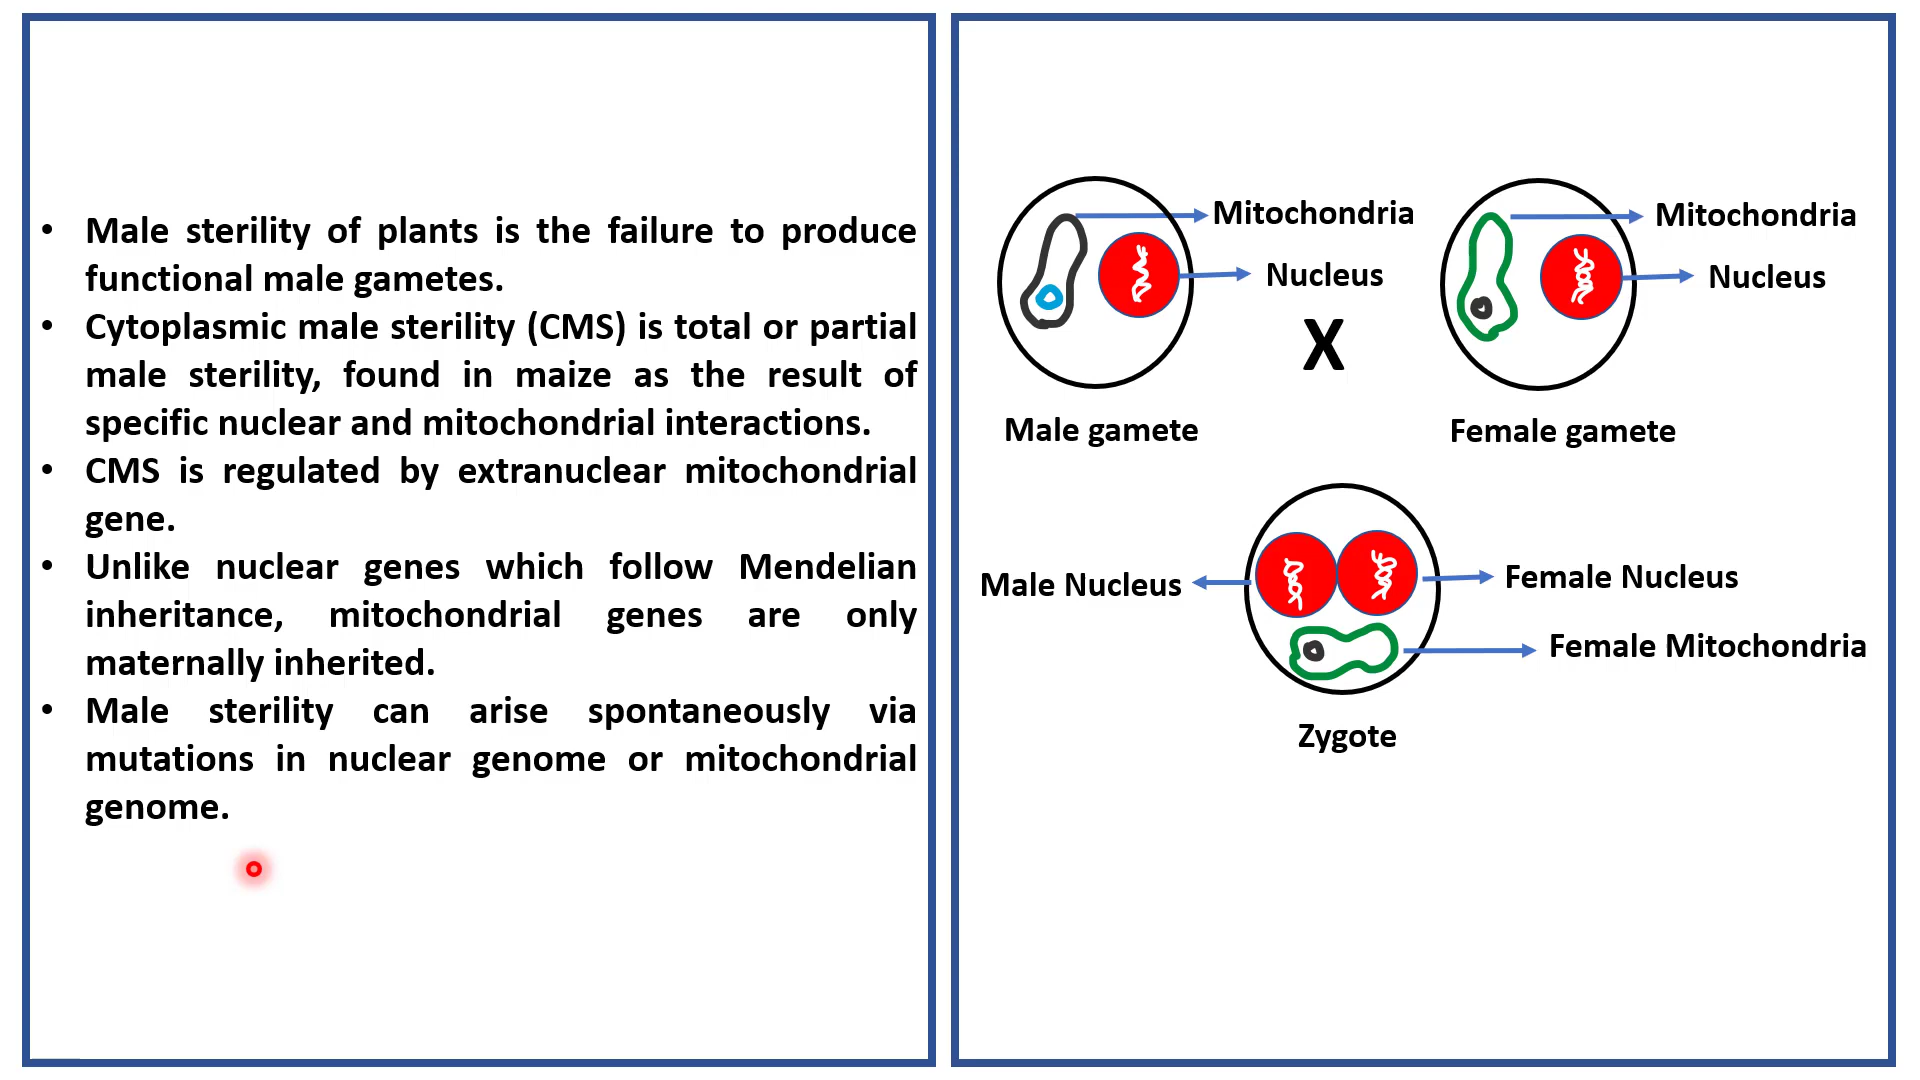 • Male sterility of plants is the failure to produce
functional male gametes.
• Cytoplasmic male sterility (CMS) is total or partial
male sterility, found in maize as the result of
specific nuclear and mitochondrial interactions.
• CMS is regulated by extranuclear mitochondrial
gene.
• Unlike nuclear genes which follow Mendelian
inheritance, mitochondrial genes are only
maternally inherited.
• Male sterility can arise spontaneously via
mutations in nuclear genome or mitochondrial
genome.
Mitochondria
Nucleus
X
Mitochondria
Nucleus
Male gamete
Female gamete
Male Nucleus
Female Nucleus
Female Mitochondria
Zygote